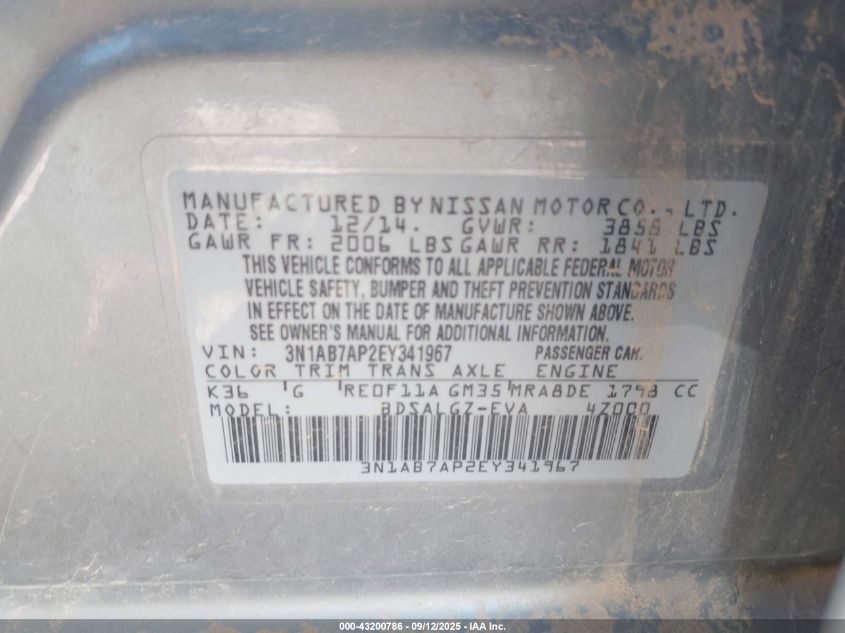 MANUFACTURED BY NISSAN MOTOR CO., LTD.
DATE: 12/14. GVWR: 3855 LBS
GAWR FR: 2006 LBS GAWR RR: 1841 LBS
THIS VEHICLE CONFORMS TO ALL APPLICABLE FEDERAL MOTOR
VEHICLE SAFETY, BUMPER AND THEFT PREVENTION STANDARDS
IN EFFECT ON THE DATE OF MANUFACTURE SHOWN ABOVE.
SEE OWNER'S MANUAL FOR ADDITIONAL INFORMATION.
VIN: 3N1AB7AP2EY341967 PASSENGER CAR.
COLOR TRIM TRANS AXLE ENGINE
K36 G RE0F11A GM35 MRA8DE 1798 CC
MODEL: BDSALGZ-EVA 4Z000
3N1AB7AP2EY341967
000-43200786 - 09/12/2025 - IAA Inc.